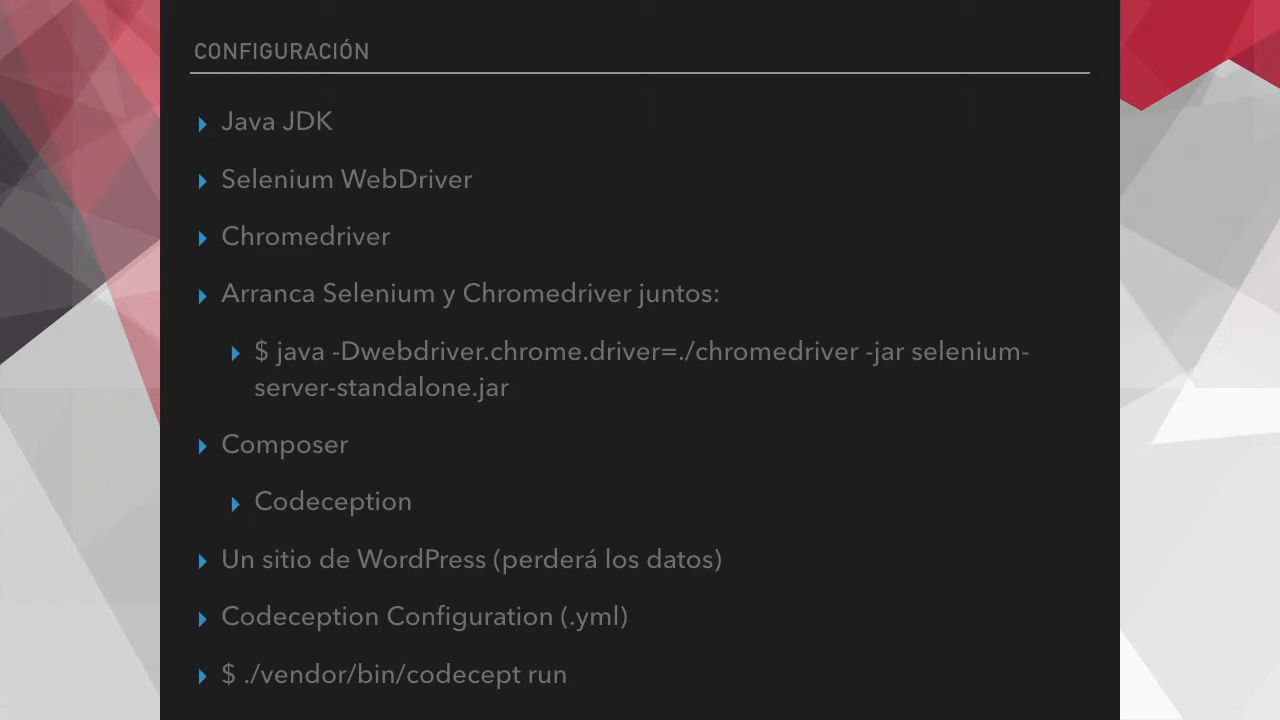 CONFIGURACIÓN
Java JDK
Selenium WebDriver
Chromedriver
Arranca Selenium y Chromedriver juntos:
$ java -Dwebdriver.chrome.driver=./chromedriver -jar selenium-
server-standalone.jar
Composer
Codeception
Un sitio de WordPress (perderá los datos)
Codeception Configuration (.yml)
$ ./vendor/bin/codecept run